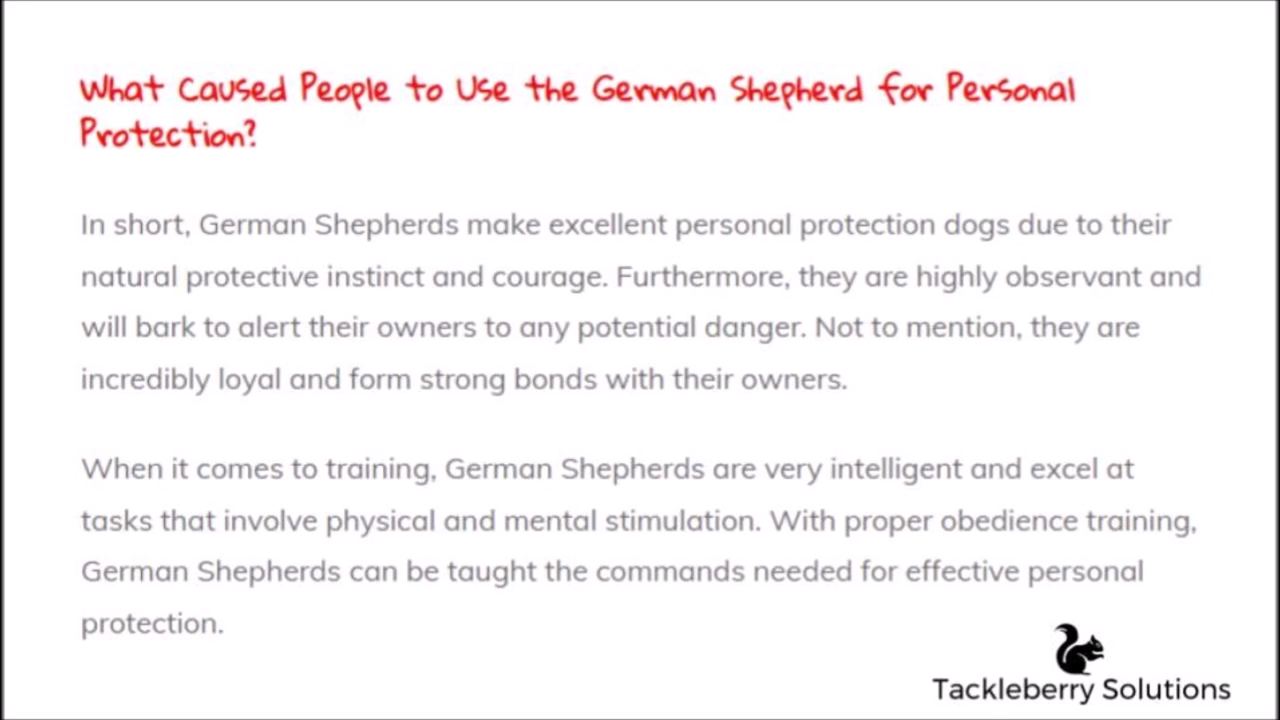 What Caused People to Use the German Shepherd for Personal
Protection?
In short, German Shepherds make excellent personal protection dogs due to their
natural protective instinct and courage. Furthermore, they are highly observant and
will bark to alert their owners to any potential danger. Not to mention, they are
incredibly loyal and form strong bonds with their owners.
When it comes to training, German Shepherds are very intelligent and excel at
tasks that involve physical and mental stimulation. With proper obedience training,
German Shepherds can be taught the commands needed for effective personal
protection.
Tackleberry Solutions